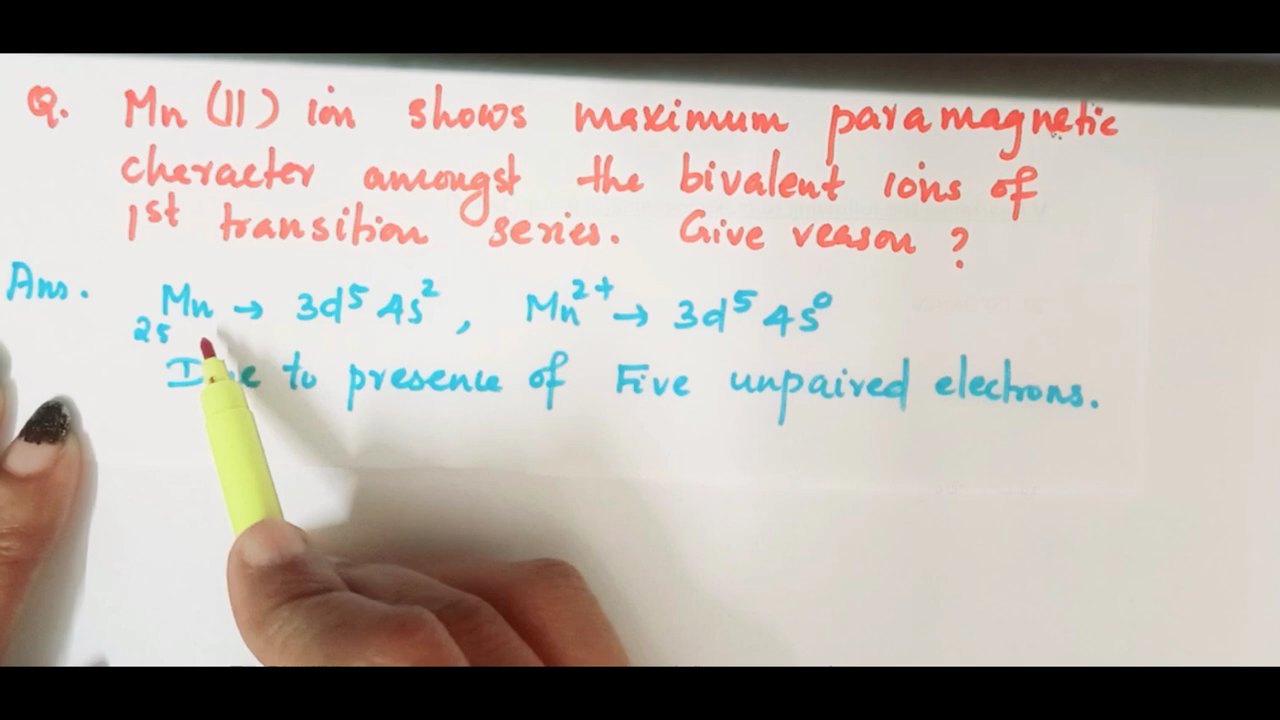 Q. Mn (II) ion shows maximum paramagnetic
character amongst the bivalent ions of
1st transition series. Give reason ?
Ans. ₂₅Mn → 3d⁵ 4s² , Mn²⁺ → 3d⁵ 4s⁰
to presence of Five unpaired electrons.